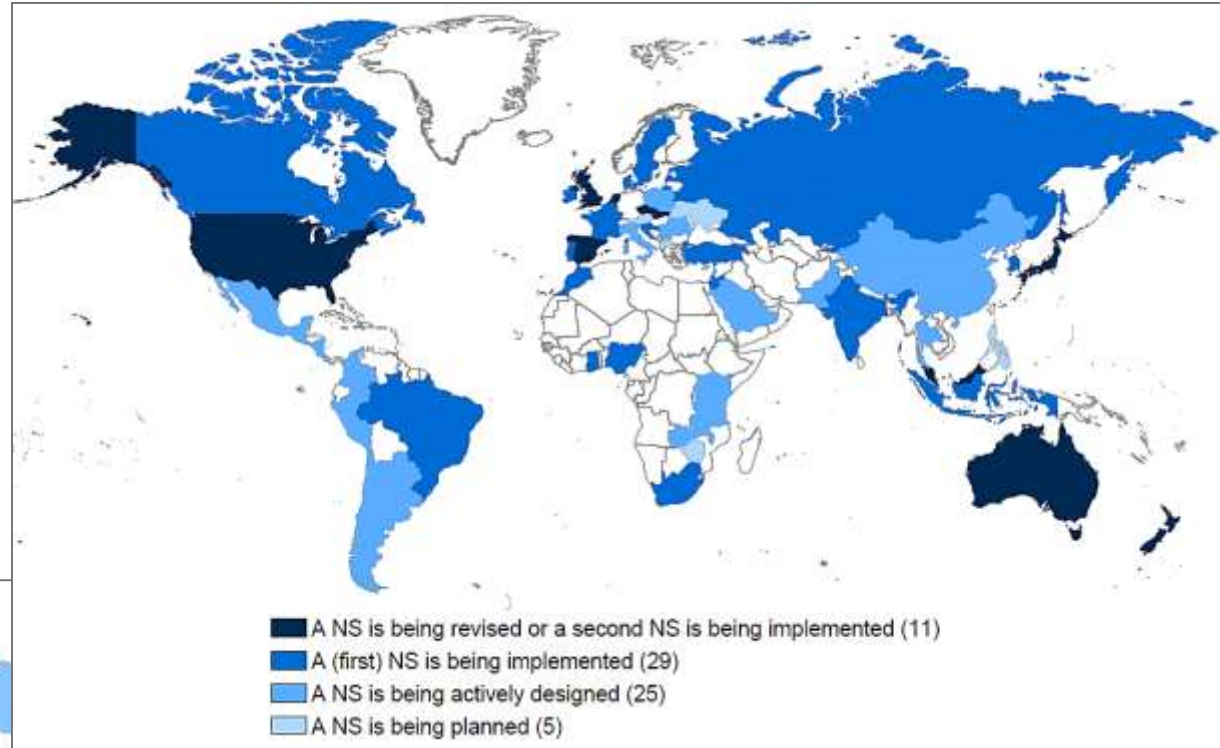 A NS is being revised or a second NS is being implemented (11)
A (first) NS is being implemented (29)
A NS is being actively designed (25)
A NS is being planned (5)